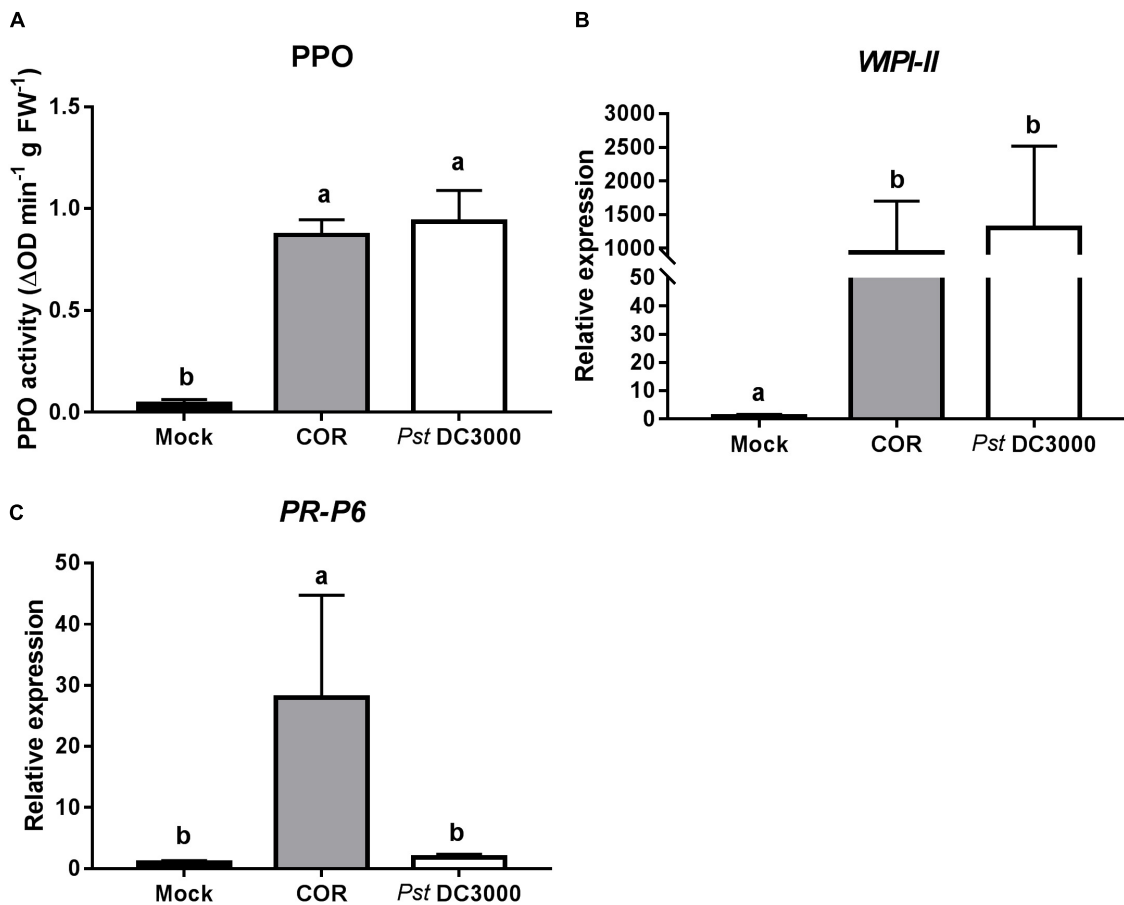 A
PPO
PPO activity (ΔOD min⁻¹ g FW⁻¹)
1.5
1.0
0.5
0.0
b
a
a
Mock
COR
Pst DC3000
B
WIPI-II
Relative expression
3000
2500
2000
1500
1000
50
40
30
20
10
0
a
b
b
Mock
COR
Pst DC3000
C
PR-P6
Relative expression
50
40
30
20
10
0
b
a
b
Mock
COR
Pst DC3000